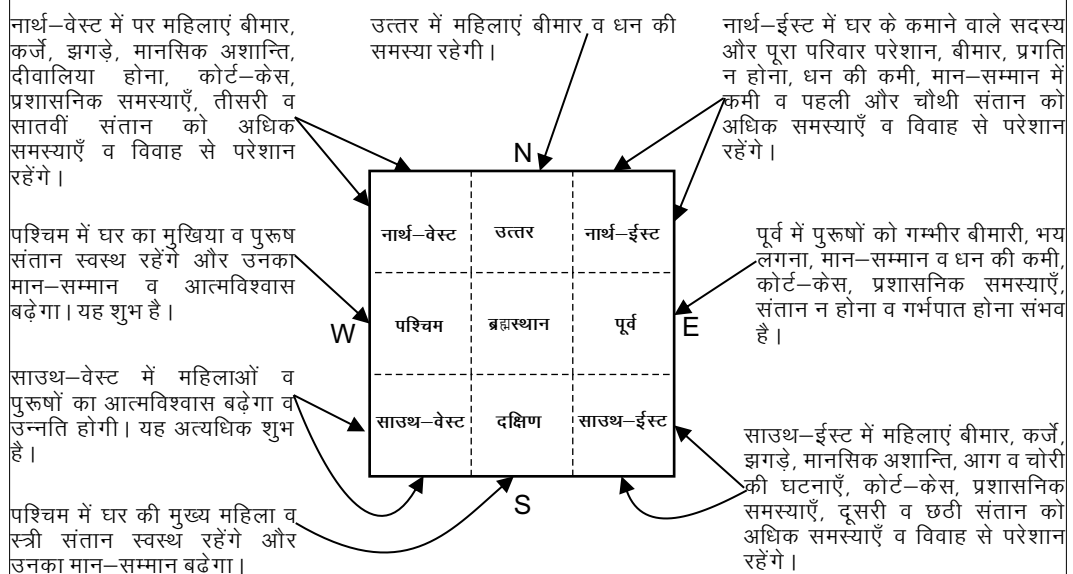 नार्थ–वेस्ट में पर महिलाएं बीमार,
कर्जे, झगड़े, मानसिक अशान्ति,
दीवालिया होना, कोर्ट–केस,
प्रशासनिक समस्याएँ, तीसरी व
सातवीं संतान को अधिक
समस्याएँ व विवाह से परेशान
रहेंगे।
उत्तर में महिलाएं बीमार व धन की
समस्या रहेगी।
नार्थ–ईस्ट में घर के कमाने वाले सदस्य
और पूरा परिवार परेशान, बीमार, प्रगति
न होना, धन की कमी, मान–सम्मान में
कमी व पहली और चौथी संतान को
अधिक समस्याएँ व विवाह से परेशान
रहेंगे।
N
पश्चिम में घर का मुखिया व पुरूष
संतान स्वस्थ रहेंगे और उनका
मान–सम्मान व आत्मविश्वास
बढ़ेगा। यह शुभ है।
W
नार्थ–वेस्ट उत्तर नार्थ–ईस्ट
पश्चिम ब्रह्मस्थान पूर्व
साउथ–वेस्ट दक्षिण साउथ–ईस्ट
E
पूर्व में पुरूषों को गम्भीर बीमारी, भय
लगना, मान–सम्मान व धन की कमी,
कोर्ट–केस, प्रशासनिक समस्याएँ,
संतान न होना व गर्भपात होना संभव
है।
साउथ–वेस्ट में महिलाओं व
पुरूषों का आत्मविश्वास बढ़ेगा व
उन्नति होगी। यह अत्यधिक शुभ
है।
साउथ–ईस्ट में महिलाएं बीमार, कर्जे,
झगड़े, मानसिक अशान्ति, आग व चोरी
की घटनाएँ, कोर्ट–केस, प्रशासनिक
समस्याएँ, दूसरी व छठी संतान को
अधिक समस्याएँ व विवाह से परेशान
रहेंगे।
S
पश्चिम में घर की मुख्य महिला व
स्त्री संतान स्वस्थ रहेंगे और
उनका मान–सम्मान बढ़ेगा।